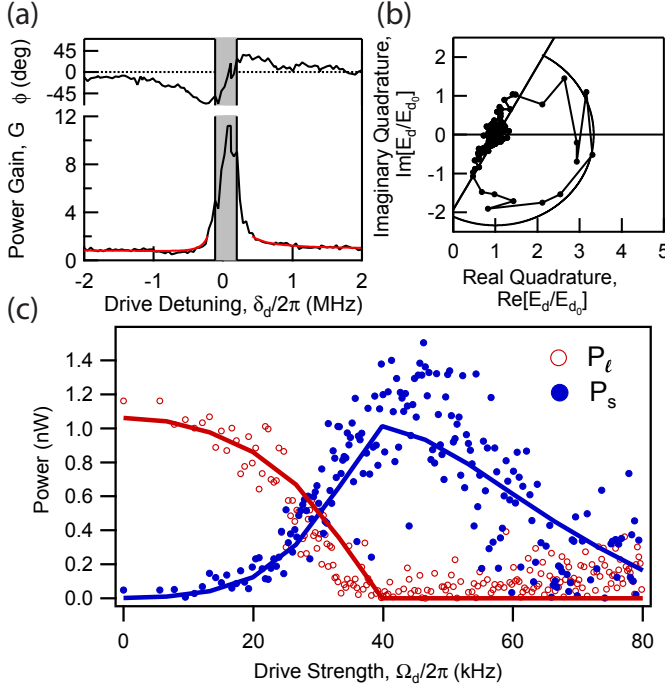 (a)
(b)
45
0
-45
ϕ (deg)
12
8
4
0
Power Gain, G
-2
-1
0
1
2
Drive Detuning, δd/2π (MHz)
2
1
0
-1
-2
Imaginary Quadrature,
Im[Ed/Ed0]
0
1
2
3
4
5
Real Quadrature,
Re[Ed/Ed0]
(c)
1.4
1.2
1.0
0.8
0.6
0.4
0.2
0.0
Power (nW)
Pℓ
Ps
0
20
40
60
80
Drive Strength, Ωd/2π (kHz)